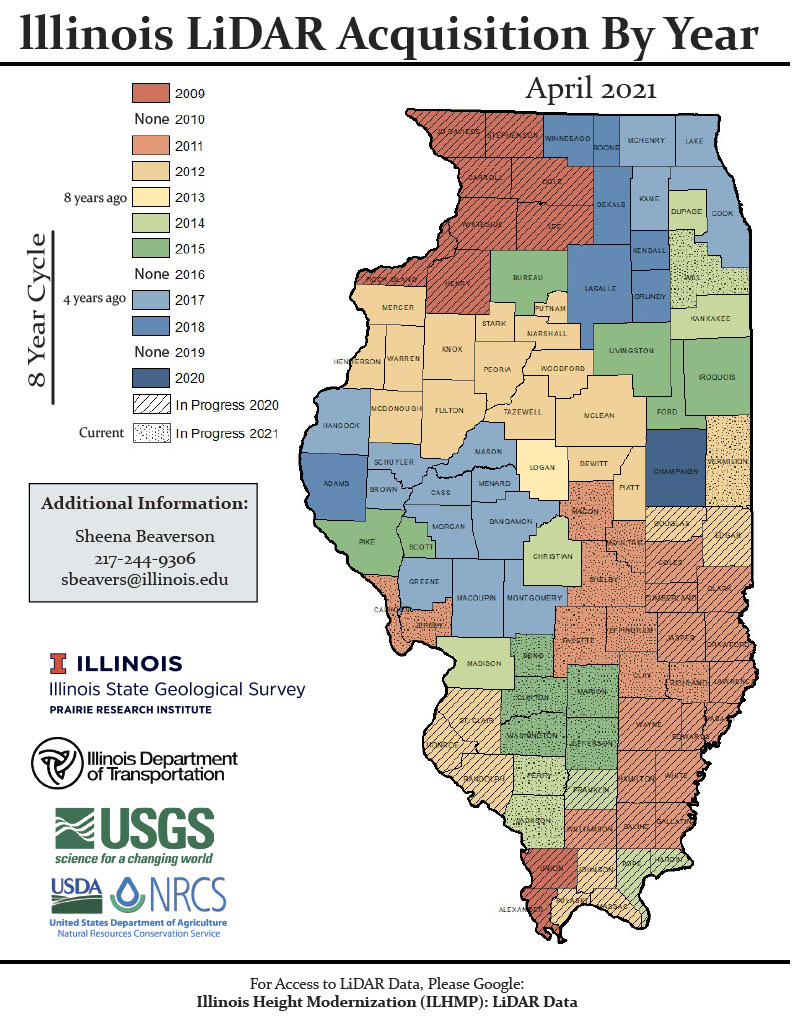 Illinois LiDAR Acquisition By Year
April 2021
2009
None 2010
2011
2012
8 years ago 2013
2014
2015
None 2016
4 years ago 2017
2018
None 2019
2020
In Progress 2020
Current In Progress 2021
8 Year Cycle
JO DAVIESS STEPHENSON WINNEBAGO BOONE MCHENRY LAKE
CARROLL OGLE DEKALB KANE DUPAGE COOK
WHITESIDE LEE KENDALL
ROCK ISLAND HENRY BUREAU LASALLE GRUNDY WILL
MERCER PUTNAM KANKAKEE
STARK MARSHALL
HENDERSON WARREN KNOX PEORIA WOODFORD LIVINGSTON IROQUOIS
MCDONOUGH FULTON TAZEWELL MCLEAN FORD
HANCOCK
SCHUYLER MASON LOGAN DEWITT CHAMPAIGN VERMILION
ADAMS BROWN CASS MENARD PIATT
MORGAN SANGAMON MACON DOUGLAS EDGAR
PIKE SCOTT CHRISTIAN MOULTRIE COLES
GREENE MACOUPIN MONTGOMERY SHELBY CUMBERLAND CLARK
CALHOUN JERSEY FAYETTE EFFINGHAM JASPER CRAWFORD
MADISON BOND CLAY RICHLAND LAWRENCE
CLINTON MARION
ST. CLAIR WASHINGTON JEFFERSON WAYNE EDWARDS WABASH
MONROE
RANDOLPH PERRY FRANKLIN HAMILTON WHITE
JACKSON WILLIAMSON SALINE GALLATIN
UNION JOHNSON POPE HARDIN
ALEXANDER PULASKI MASSAC
Additional Information:
Sheena Beaverson
217-244-9306
sbeavers@illinois.edu
I ILLINOIS
Illinois State Geological Survey
PRAIRIE RESEARCH INSTITUTE
Illinois Department
of Transportation
USGS
science for a changing world
USDA NRCS
United States Department of Agriculture
Natural Resources Conservation Service
For Access to LiDAR Data, Please Google:
Illinois Height Modernization (ILHMP): LiDAR Data